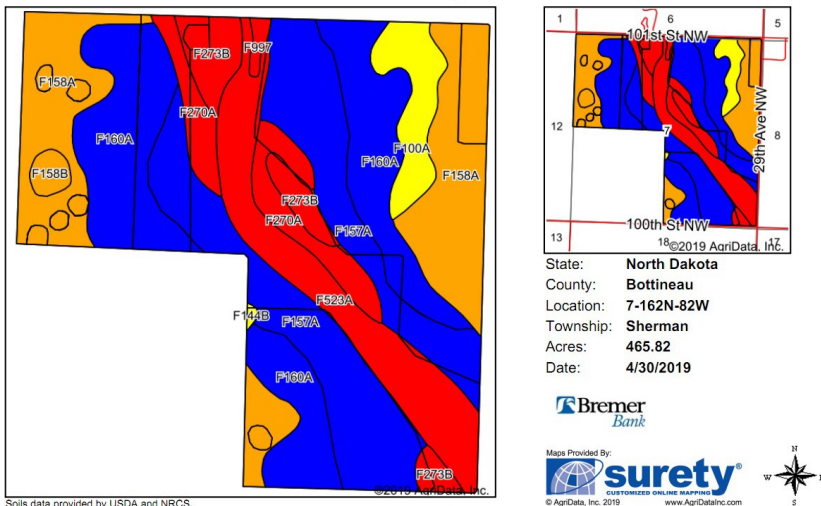 F273B
F997
F158A
F270A
F160A
F100A
F160A
F158B
F158A
F273B
F270A
F157A
F523A
F144B
F157A
F160A
F273B
©2019 AgriData, Inc.
Soils data provided by USDA and NRCS.
1 6 5
101st St NW
12 7 8
29th Ave NW
100th St NW
13 18 17
©2019 AgriData, Inc.
State: North Dakota
County: Bottineau
Location: 7-162N-82W
Township: Sherman
Acres: 465.82
Date: 4/30/2019
Bremer
Bank
Maps Provided By:
surety®
CUSTOMIZED ONLINE MAPPING
© AgriData, Inc. 2019 www.AgriDataInc.com
N
W E
S